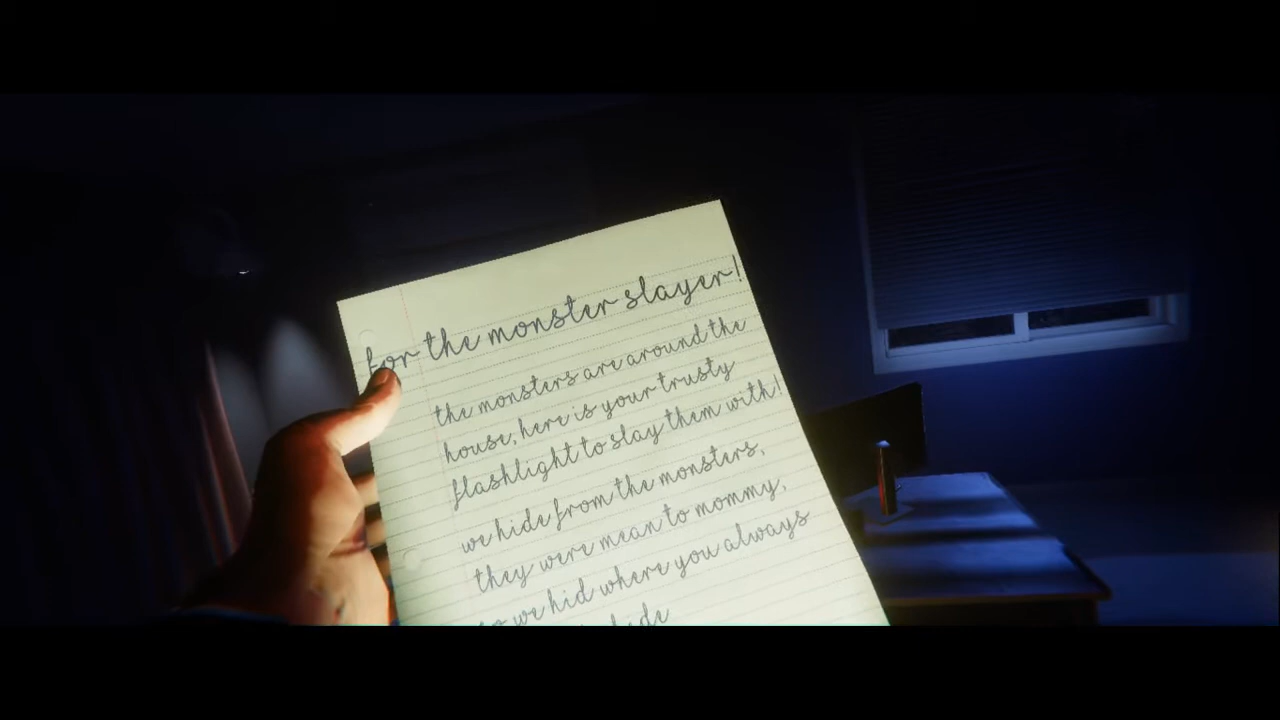 for the monster slayer!
the monsters are around the
house, here is your trusty
flashlight to slay them with!
we hide from the monsters,
they were mean to mommy,
so we hid where you always
hide